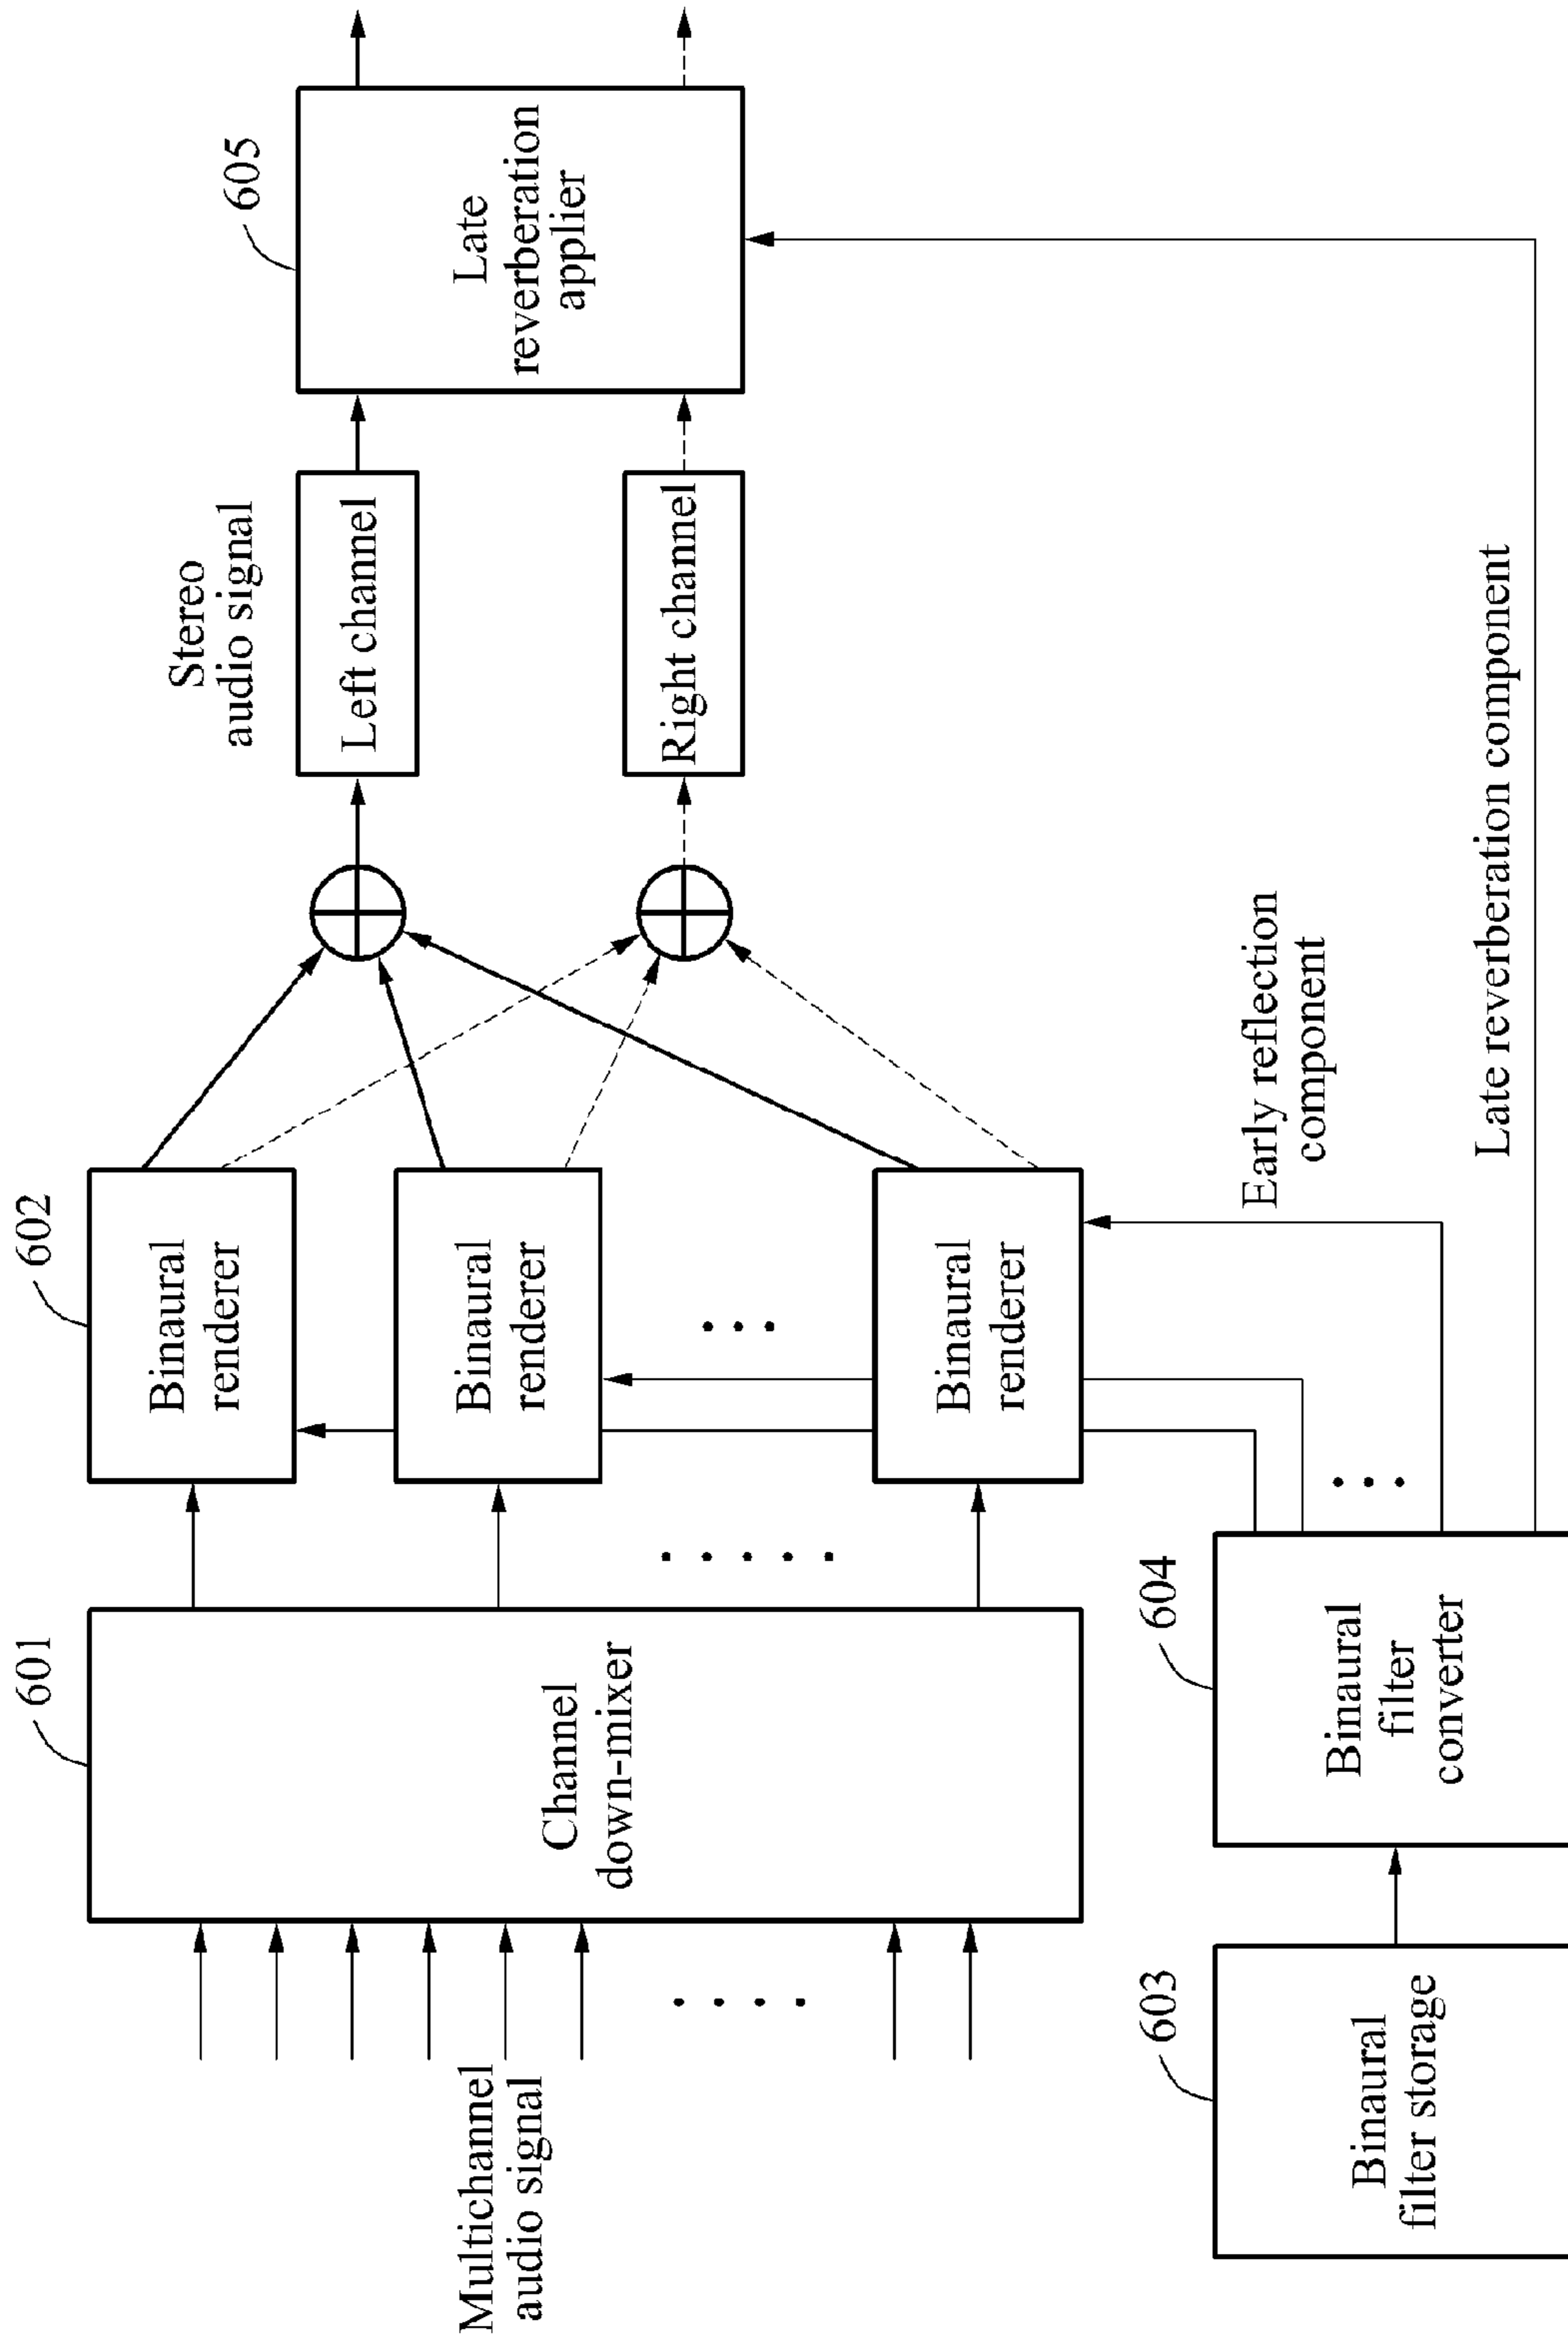 Multichannel
audio signal
601
Channel
down-mixer
602
Binaural
renderer
Binaural
renderer
Binaural
renderer
Stereo
audio signal
Left channel
Right channel
605
Late
reverberation
applier
603
Binaural
filter storage
604
Binaural
filter
converter
Early reflection
component
Late reverberation component